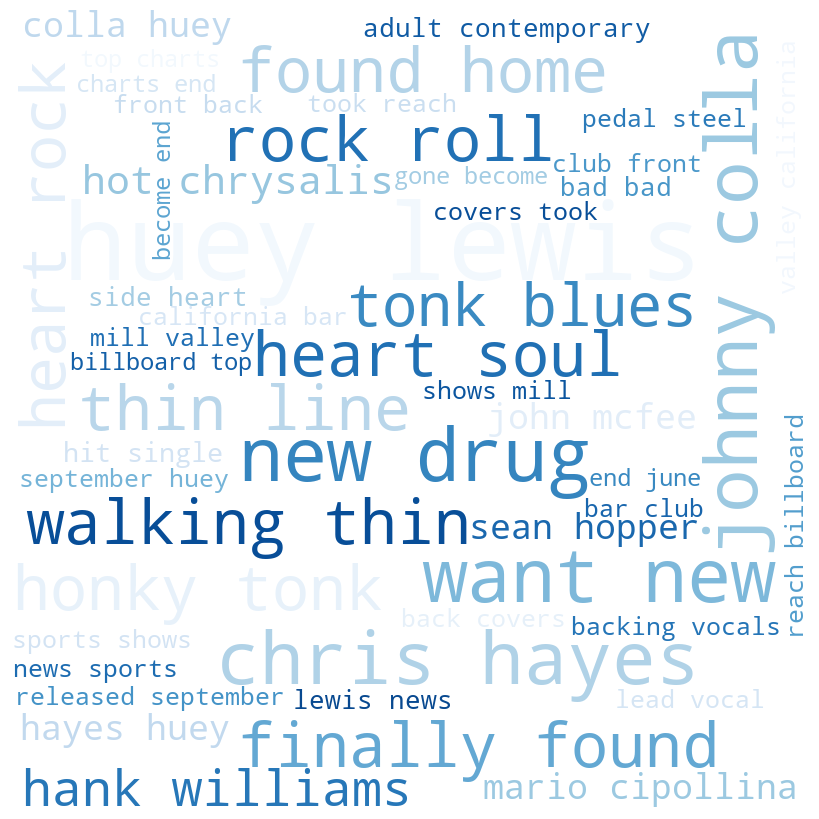 colla huey
adult contemporary
top charts
found home
charts end
front back
took reach
rock roll
pedal steel
heart rock
johnny colla
valley california
become end
hot chrysalis
gone become
club front
bad bad
covers took
huey lewis
side heart
california bar
tonk blues
mill valley
billboard top
heart soul
shows mill
thin line
john mcfee
hit single
new drug
september huey
end june
reach billboard
walking thin
bar club
sean hopper
honky tonk
want new
back covers
backing vocals
sports shows
chris hayes
news sports
released september
lewis news
lead vocal
hayes huey
finally found
hank williams
mario cipollina